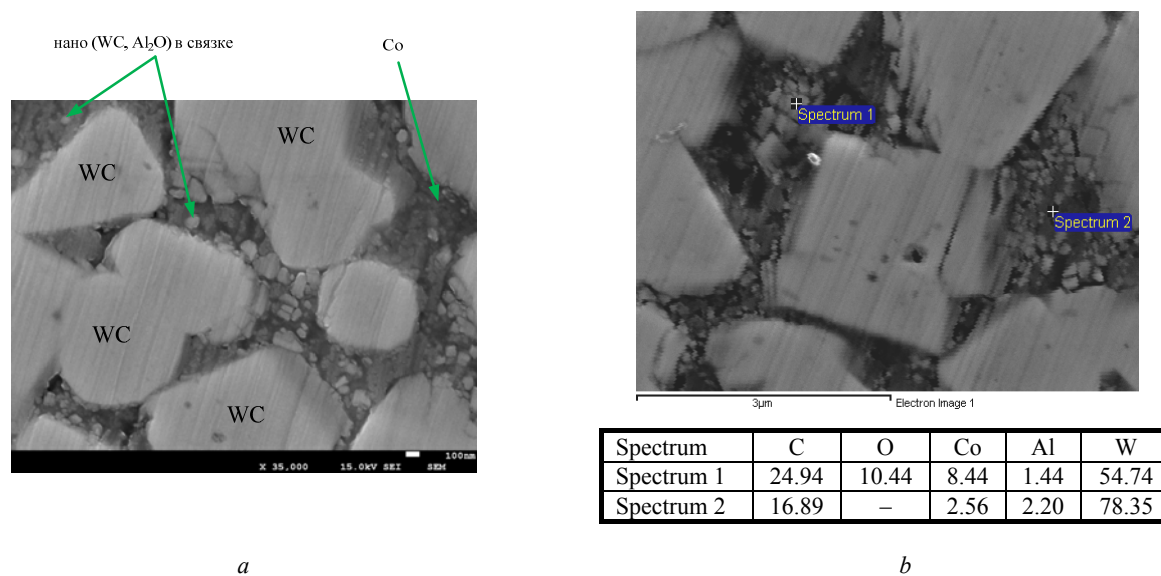 нано (WC, Al₂O) в связке
Co
WC
WC
WC
WC
100nm
X 35,000 15.0kV SEI SEM
a
Spectrum 1
Spectrum 2
3µm Electron Image 1
Spectrum C O Co Al W
Spectrum 1 24.94 10.44 8.44 1.44 54.74
Spectrum 2 16.89 – 2.56 2.20 78.35
b